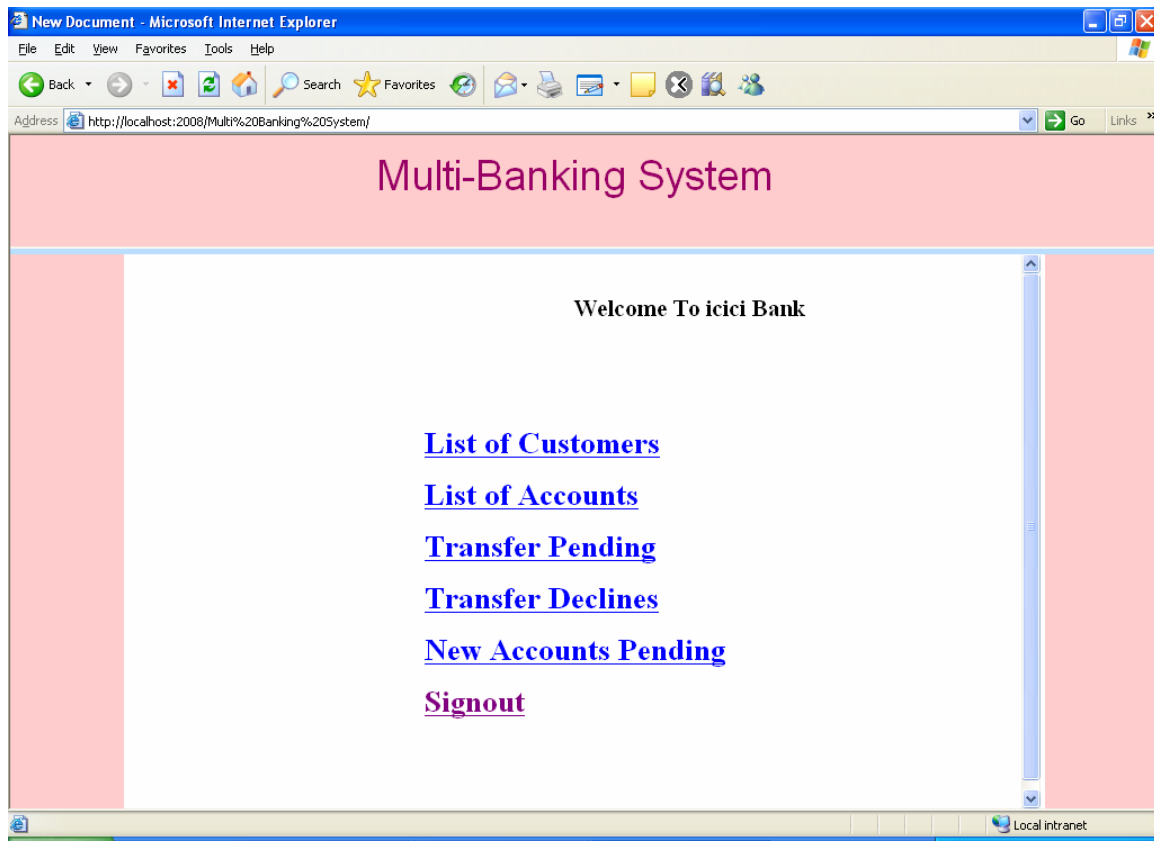 New Document - Microsoft Internet Explorer
File Edit View Favorites Tools Help
Back Search Favorites
Address http://localhost:2008/Multi%20Banking%20System/ Go Links »
Multi-Banking System
Welcome To icici Bank
List of Customers
List of Accounts
Transfer Pending
Transfer Declines
New Accounts Pending
Signout
Local intranet